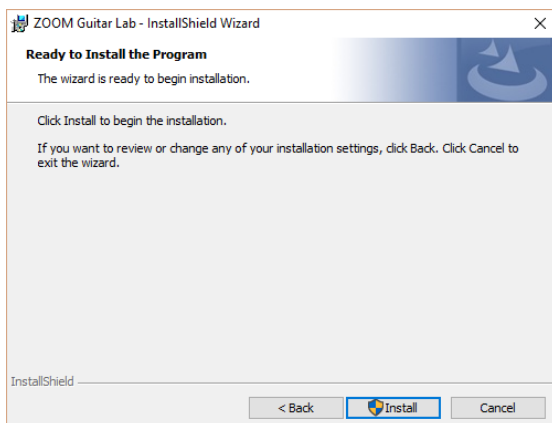 ZOOM Guitar Lab - InstallShield Wizard
Ready to Install the Program
The wizard is ready to begin installation.
Click Install to begin the installation.
If you want to review or change any of your installation settings, click Back. Click Cancel to
exit the wizard.
InstallShield
< Back Install Cancel